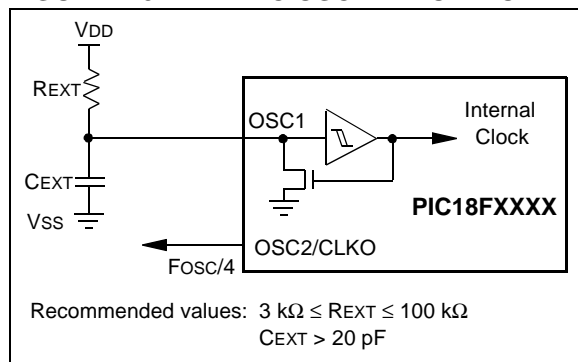 VDD
REXT
OSC1
Internal
Clock
CEXT
PIC18FXXXX
VSS
OSC2/CLKO
FOSC/4
Recommended values: 3 kΩ ≤ REXT ≤ 100 kΩ
CEXT > 20 pF